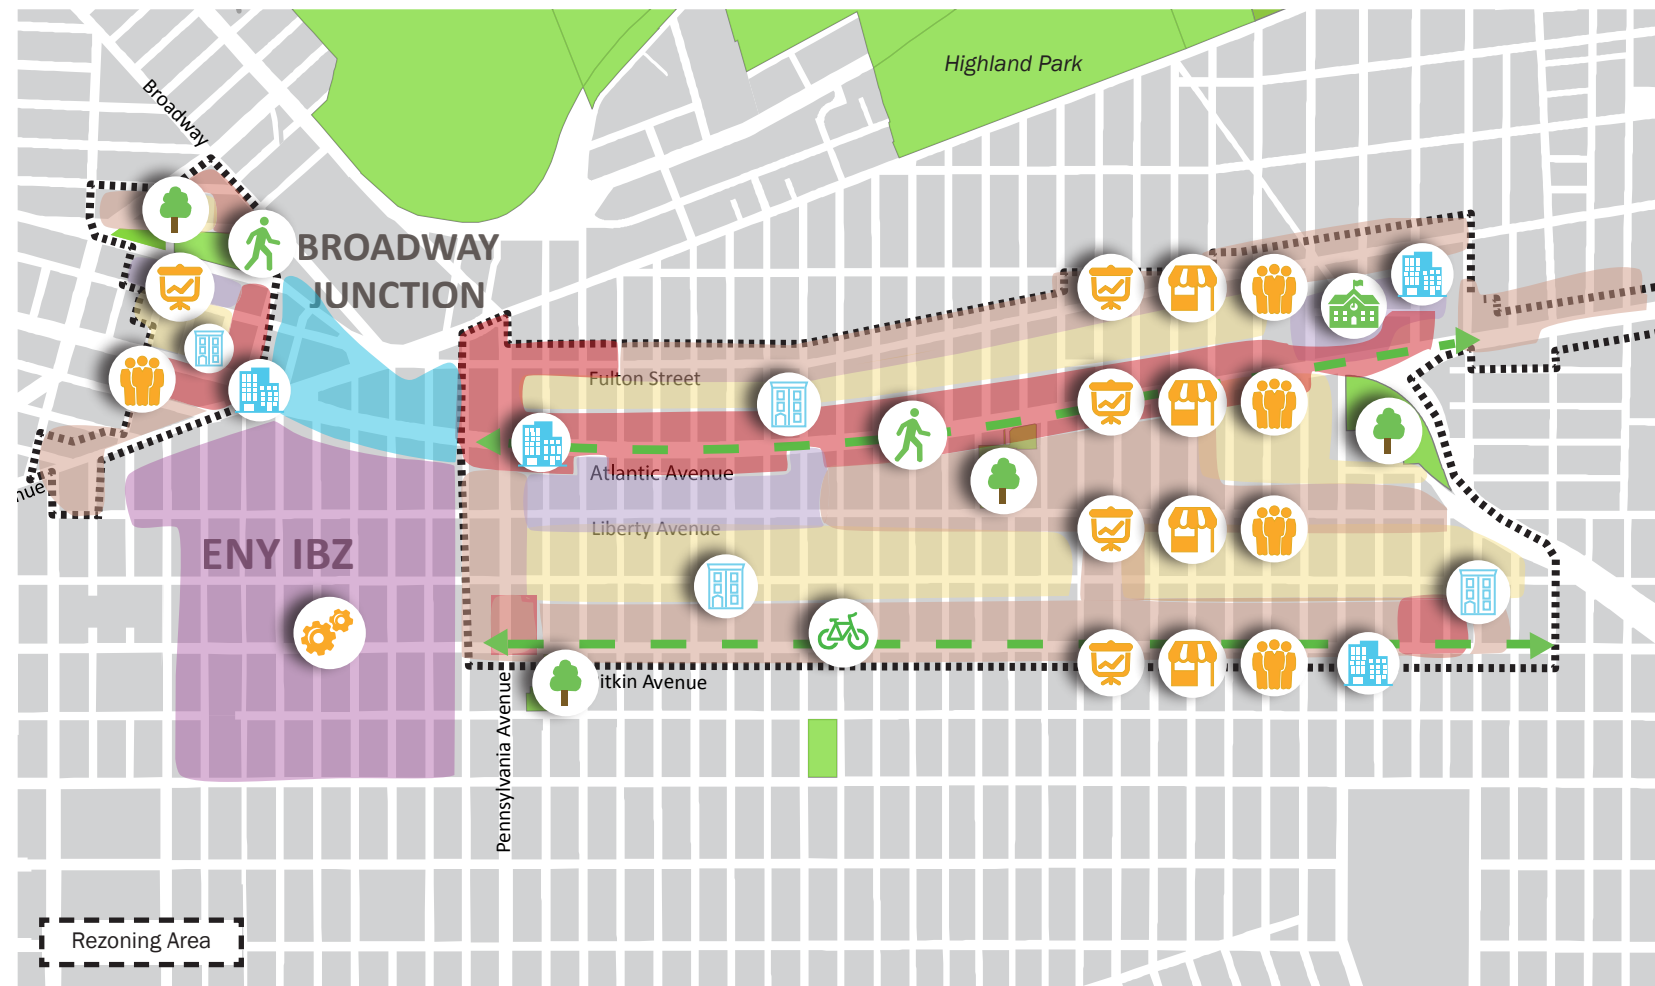 Highland Park
Broadway
BROADWAY
JUNCTION
Fulton Street
Atlantic Avenue
Liberty Avenue
nue
ENY IBZ
itkin Avenue
Pennsylvania Avenue
Rezoning Area